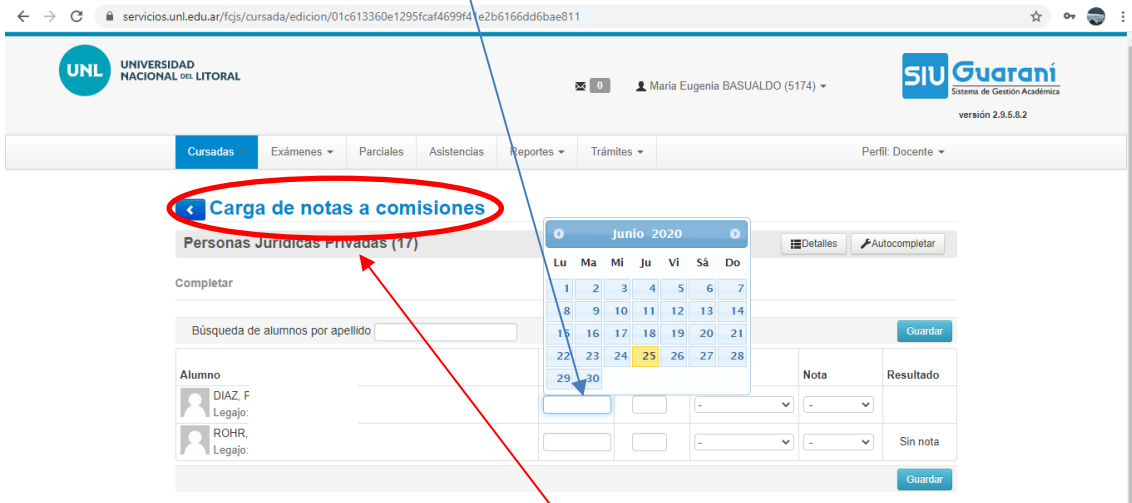 servicios.unl.edu.ar/fcjs/cursada/edicion/01c613360e1295fcaf4699f41e2b6166dd6bae811
UNL UNIVERSIDAD NACIONAL DEL LITORAL
0 Maria Eugenia BASUALDO (5174)
SIU Guaraní
Sistema de Gestión Académica
versión 2.9.5.8.2
Cursadas Exámenes Parciales Asistencias Reportes Trámites Perfil: Docente
Carga de notas a comisiones
Personas Jurídicas Privadas (17) Detalles Autocompletar
Junio 2020
Lu Ma Mi Ju Vi Sá Do
1 2 3 4 5 6 7
8 9 10 11 12 13 14
15 16 17 18 19 20 21
22 23 24 25 26 27 28
29 30
Completar
Búsqueda de alumnos por apellido Guardar
Alumno Nota Resultado
DIAZ, - -
Legajo:
ROHR, - - Sin nota
Legajo:
Guardar